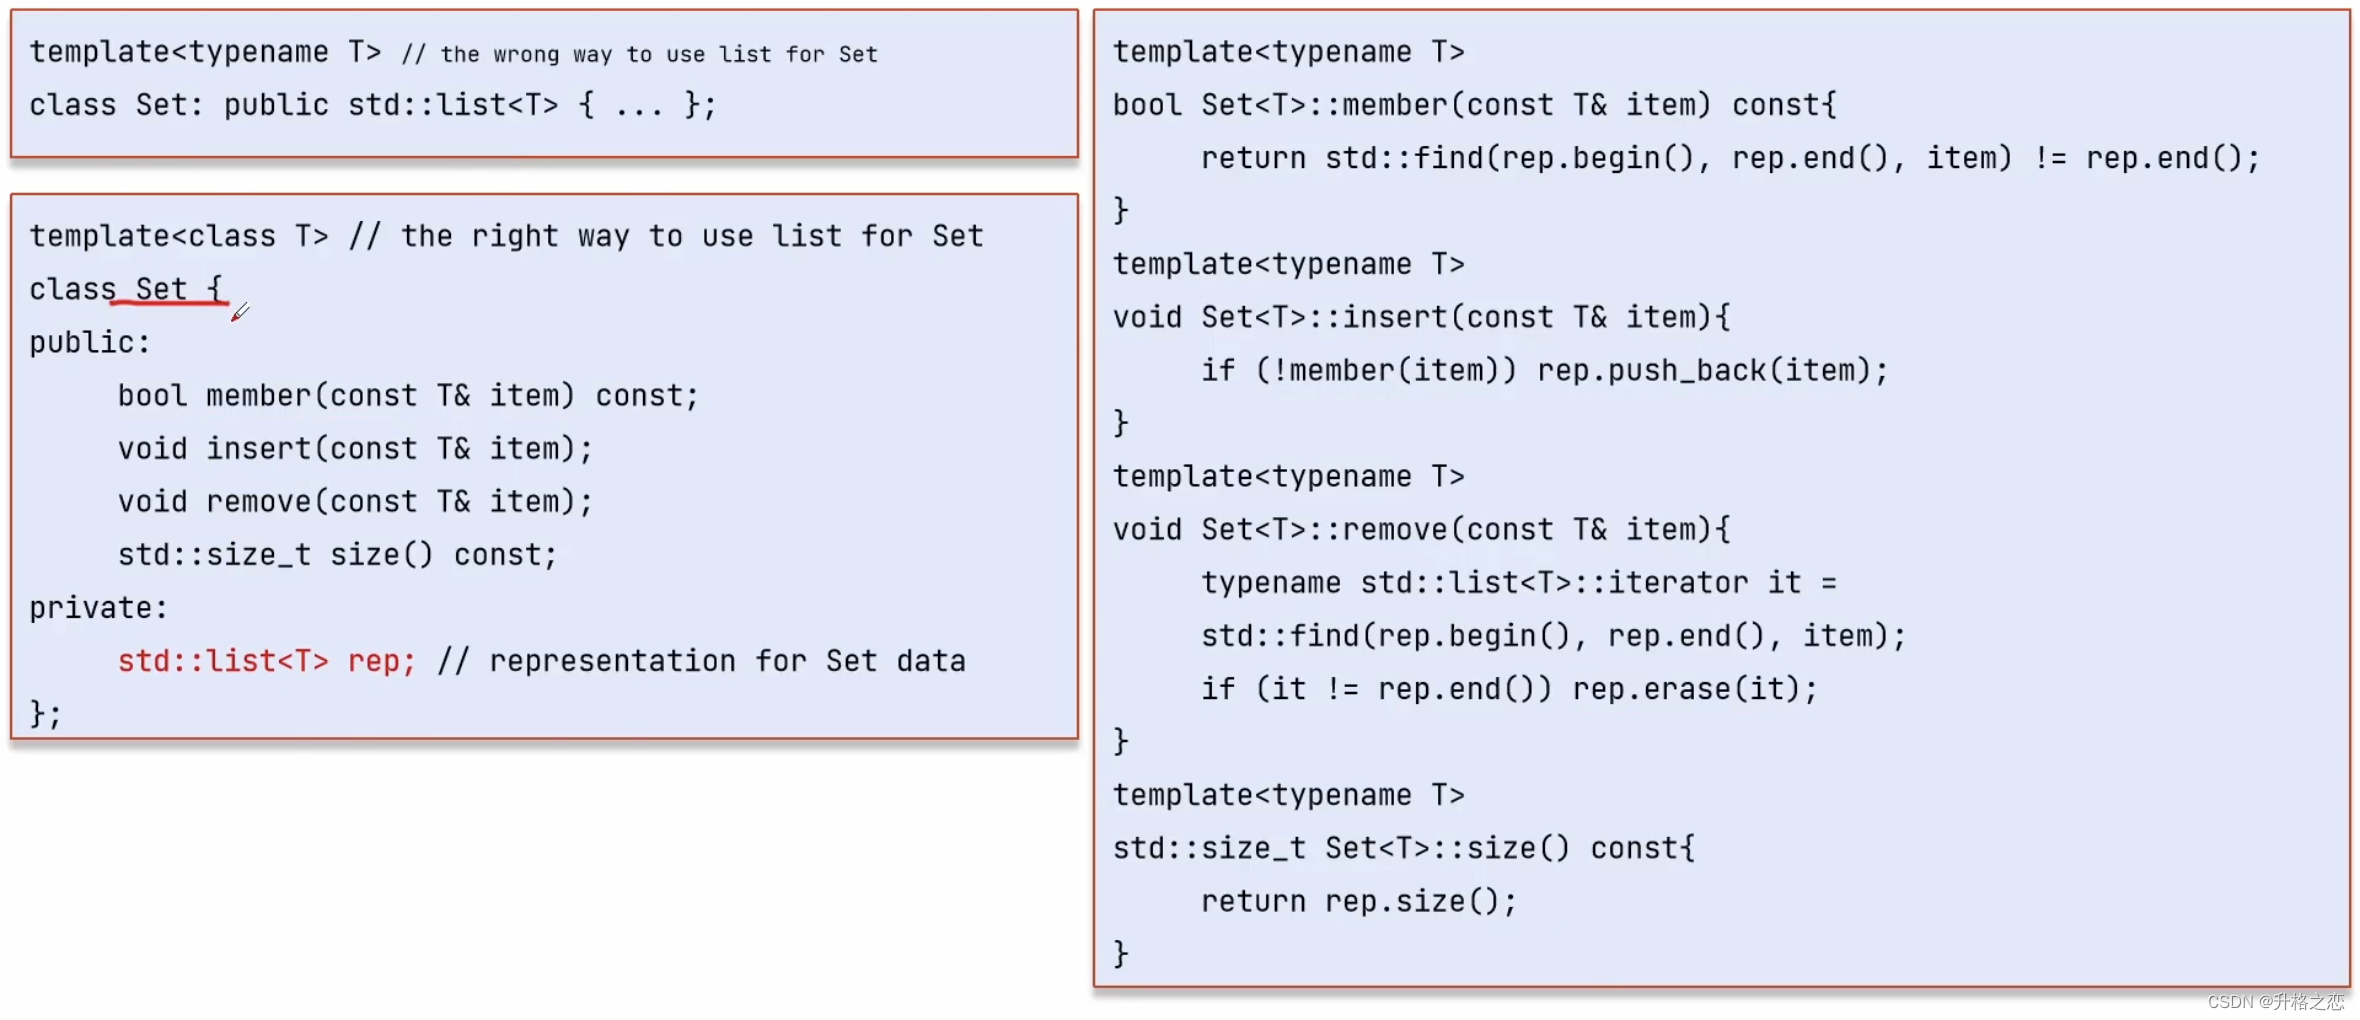 template<typename T> // the wrong way to use list for Set
class Set: public std::list<T> { ... };
template<class T> // the right way to use list for Set
class Set {
public:
bool member(const T& item) const;
void insert(const T& item);
void remove(const T& item);
std::size_t size() const;
private:
std::list<T> rep; // representation for Set data
};
template<typename T>
bool Set<T>::member(const T& item) const{
return std::find(rep.begin(), rep.end(), item) != rep.end();
}
template<typename T>
void Set<T>::insert(const T& item){
if (!member(item)) rep.push_back(item);
}
template<typename T>
void Set<T>::remove(const T& item){
typename std::list<T>::iterator it =
std::find(rep.begin(), rep.end(), item);
if (it != rep.end()) rep.erase(it);
}
template<typename T>
std::size_t Set<T>::size() const{
return rep.size();
}
CSDN @升格之恋